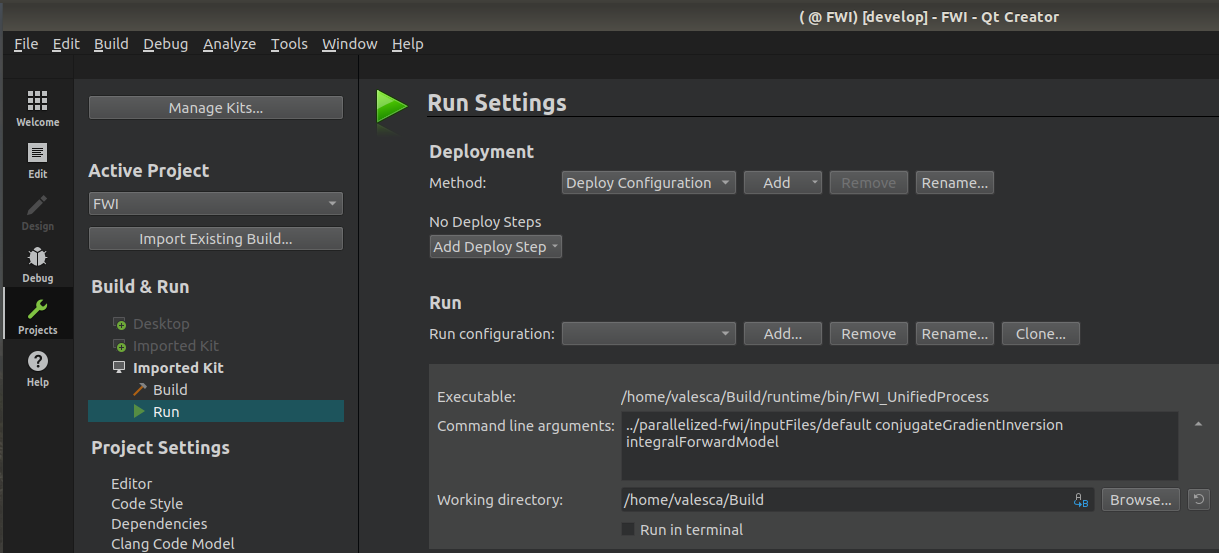 ( @ FWI) [develop] - FWI - Qt Creator
File Edit Build Debug Analyze Tools Window Help
Welcome
Edit
Design
Debug
Projects
Help
Manage Kits...
Active Project
FWI
Import Existing Build...
Build & Run
Desktop
Imported Kit
Imported Kit
Build
Run
Project Settings
Editor
Code Style
Dependencies
Clang Code Model
Run Settings
Deployment
Method: Deploy Configuration Add Remove Rename...
No Deploy Steps
Add Deploy Step
Run
Run configuration: Add... Remove Rename... Clone...
Executable: /home/valesca/Build/runtime/bin/FWI_UnifiedProcess
Command line arguments: ../parallelized-fwi/inputFiles/default conjugateGradientInversion
integralForwardModel
Working directory: /home/valesca/Build Browse...
Run in terminal